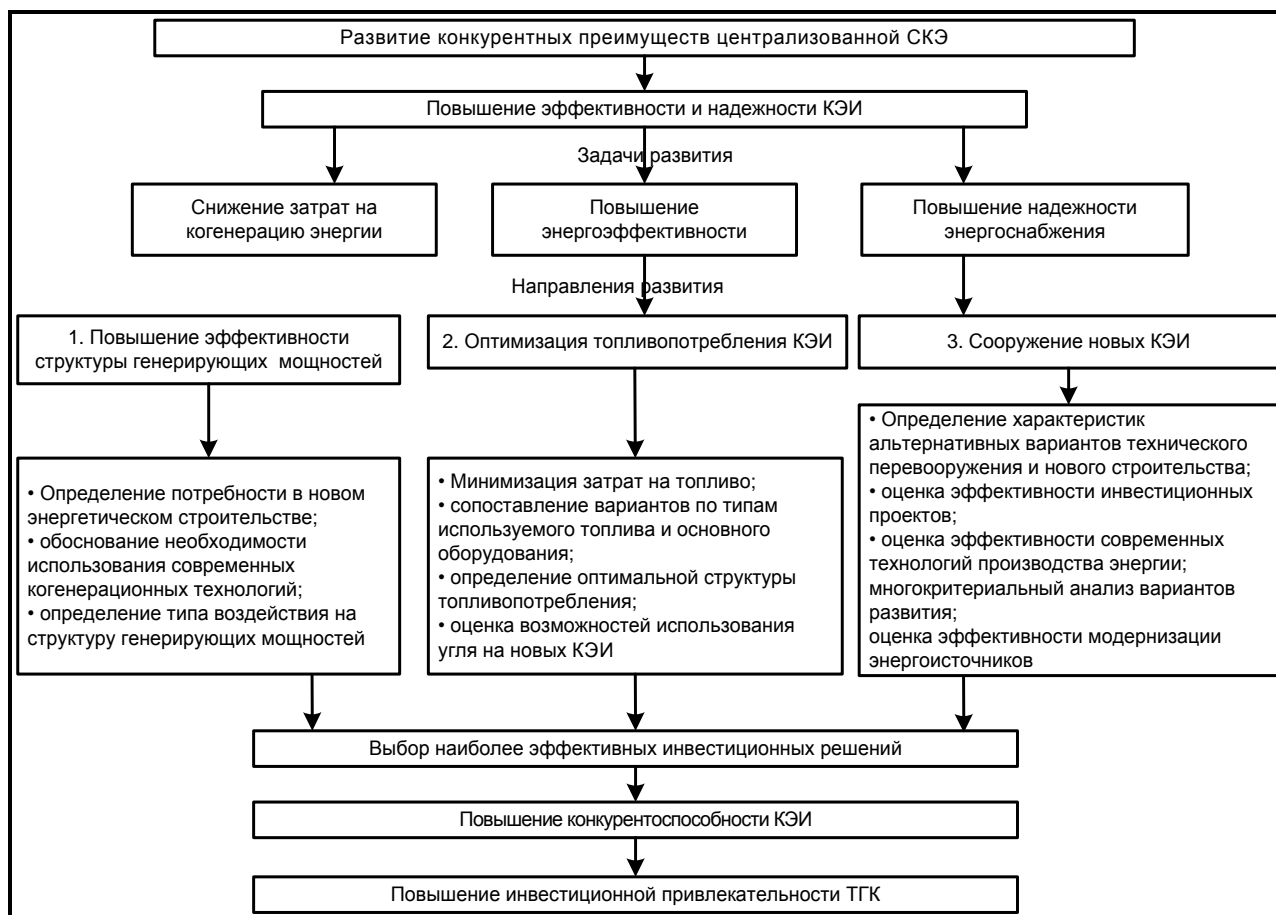 Развитие конкурентных преимуществ централизованной СКЭ
Повышение эффективности и надежности КЭИ
Задачи развития
Снижение затрат на
когенерацию энергии
Повышение
энергоэффективности
Повышение надежности
энергоснабжения
Направления развития
1. Повышение эффективности
структуры генерирующих мощностей
2. Оптимизация топливопотребления КЭИ
3. Сооружение новых КЭИ
• Определение потребности в новом
энергетическом строительстве;
• обоснование необходимости
использования современных
когенерационных технологий;
• определение типа воздействия на
структуру генерирующих мощностей
• Минимизация затрат на топливо;
• сопоставление вариантов по типам
используемого топлива и основного
оборудования;
• определение оптимальной структуры
топливопотребления;
• оценка возможностей использования
угля на новых КЭИ
• Определение характеристик
альтернативных вариантов технического
перевооружения и нового строительства;
• оценка эффективности инвестиционных
проектов;
• оценка эффективности современных
технологий производства энергии;
многокритериальный анализ вариантов
развития;
оценка эффективности модернизации
энергоисточников
Выбор наиболее эффективных инвестиционных решений
Повышение конкурентоспособности КЭИ
Повышение инвестиционной привлекательности ТГК